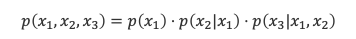 p(x₁, x₂, x₃) = p(x₁) · p(x₂|x₁) · p(x₃|x₁, x₂)